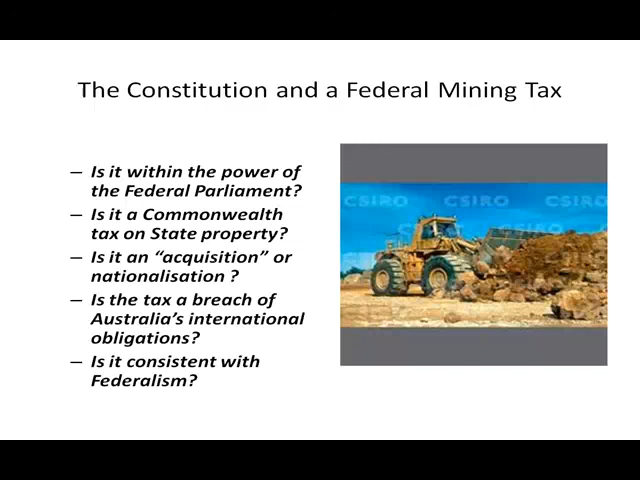 The Constitution and a Federal Mining Tax
– Is it within the power of
the Federal Parliament?
– Is it a Commonwealth
tax on State property?
– Is it an “acquisition” or
nationalisation ?
– Is the tax a breach of
Australia’s international
obligations?
– Is it consistent with
Federalism?
CSIRO CSIRO